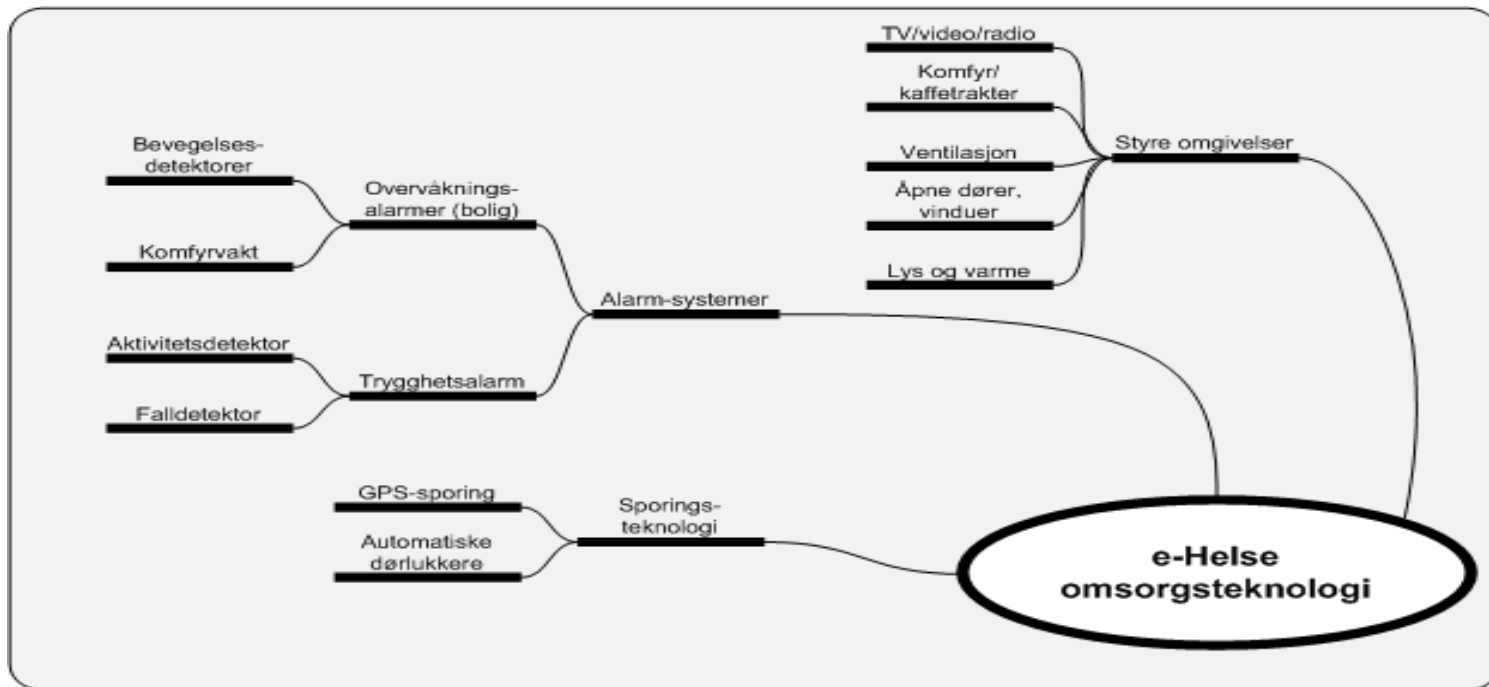 TV/video/radio
Komfyr/
kaffetrakter
Ventilasjon
Åpne dører,
vinduer
Lys og varme
Styre omgivelser
Bevegelses-
detektorer
Komfyrvakt
Overvåknings-
alarmer (bolig)
Aktivitetsdetektor
Falldetektor
Trygghetsalarm
Alarm-systemer
GPS-sporing
Automatiske
dørlukkere
Sporings-
teknologi
e-Helse
omsorgsteknologi